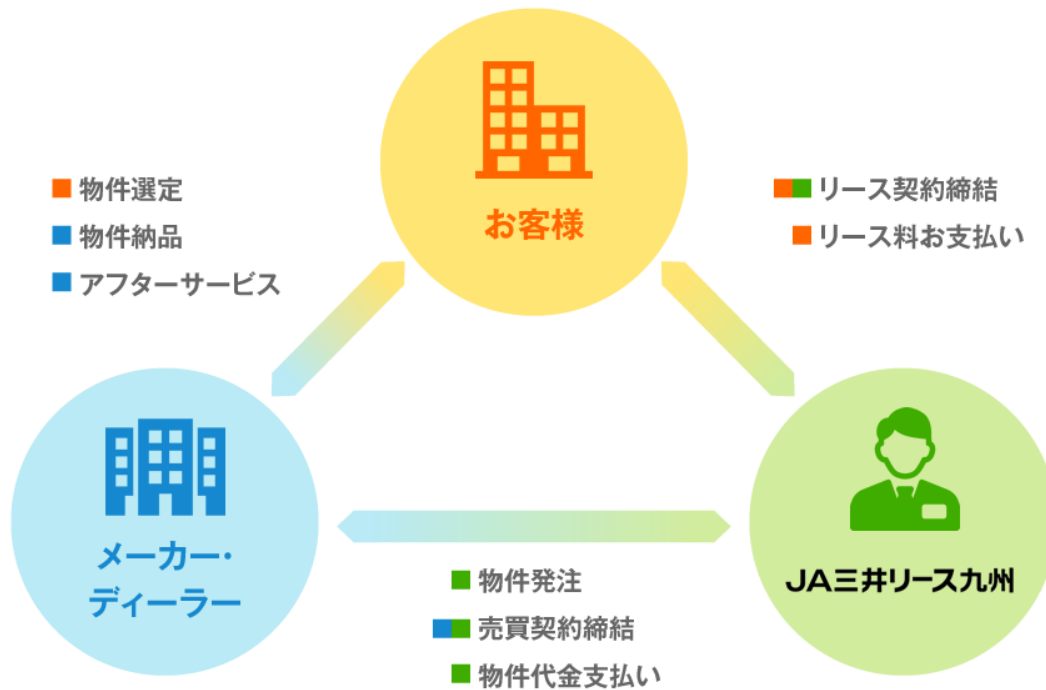 お客様
物件選定
物件納品
アフターサービス
リース契約締結
リース料お支払い
メーカー・
ディーラー
JA三井リース九州
物件発注
売買契約締結
物件代金支払い